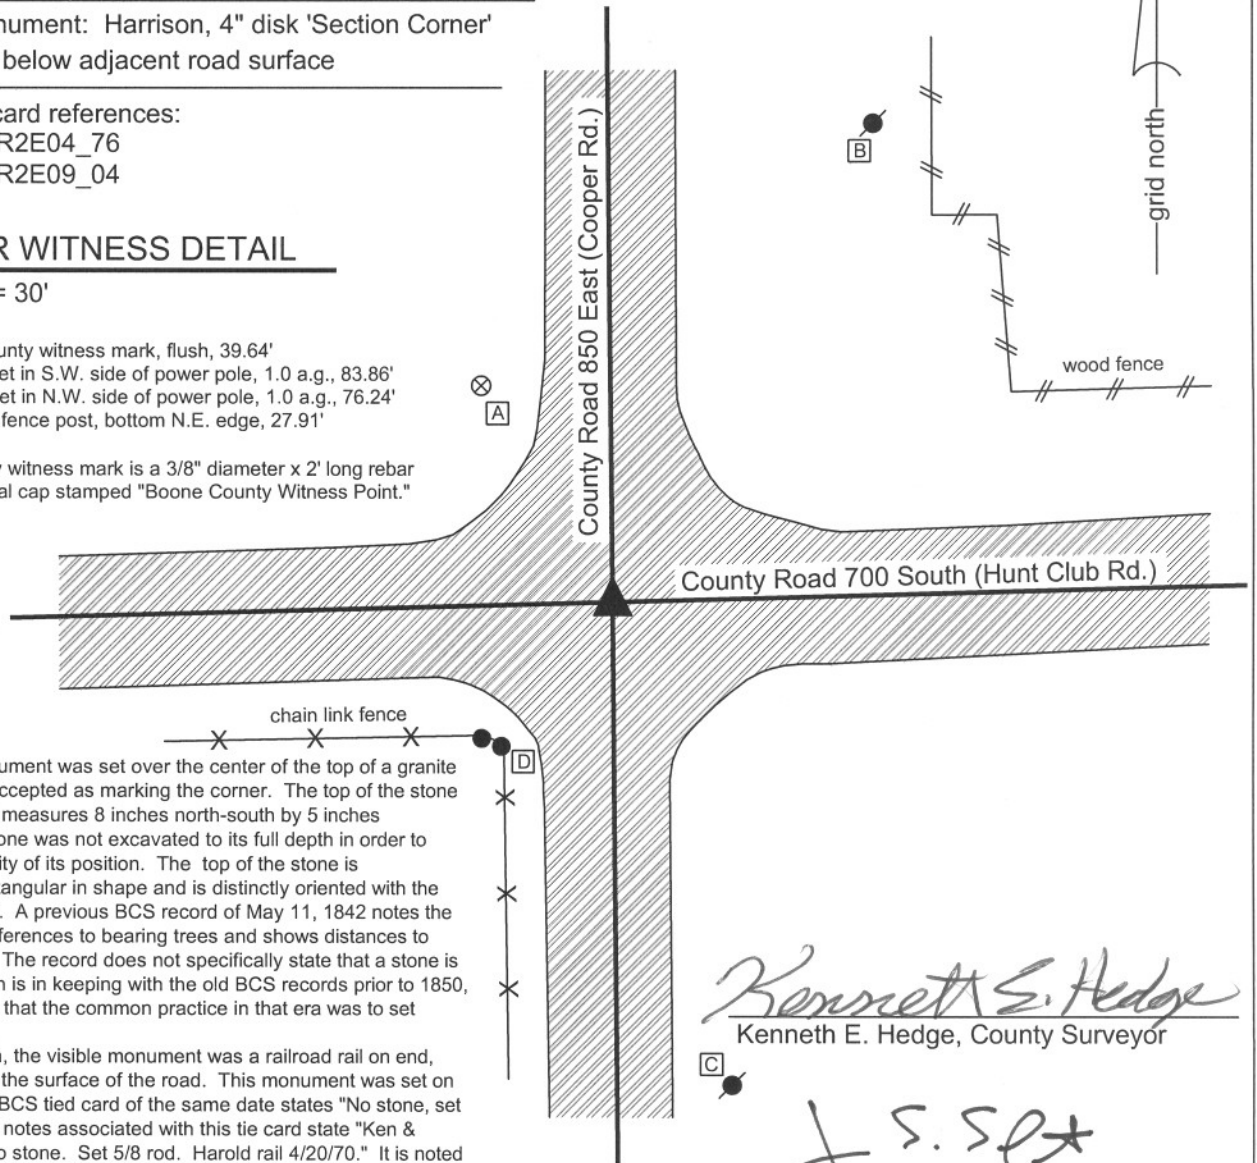 nument: Harrison, 4" disk 'Section Corner'
below adjacent road surface
card references:
R2E04_76
R2E09_04
R WITNESS DETAIL
= 30'
unty witness mark, flush, 39.64'
et in S.W. side of power pole, 1.0 a.g., 83.86'
et in N.W. side of power pole, 1.0 a.g., 76.24'
fence post, bottom N.E. edge, 27.91'
y witness mark is a 3/8" diameter x 2' long rebar
al cap stamped "Boone County Witness Point."
County Road 850 East (Cooper Rd.)
A
B
grid north
wood fence
County Road 700 South (Hunt Club Rd.)
chain link fence
D
ument was set over the center of the top of a granite
ccepted as marking the corner. The top of the stone
measures 8 inches north-south by 5 inches
one was not excavated to its full depth in order to
ity of its position. The top of the stone is
tangular in shape and is distinctly oriented with the
. A previous BCS record of May 11, 1842 notes the
ferences to bearing trees and shows distances to
The record does not specifically state that a stone is
h is in keeping with the old BCS records prior to 1850,
that the common practice in that era was to set
n, the visible monument was a railroad rail on end,
the surface of the road. This monument was set on
BCS tied card of the same date states "No stone, set
notes associated with this tie card state "Ken &
o stone. Set 5/8 rod. Harold rail 4/20/70." It is noted
Kenneth E. Hedge
Kenneth E. Hedge, County Surveyor
C